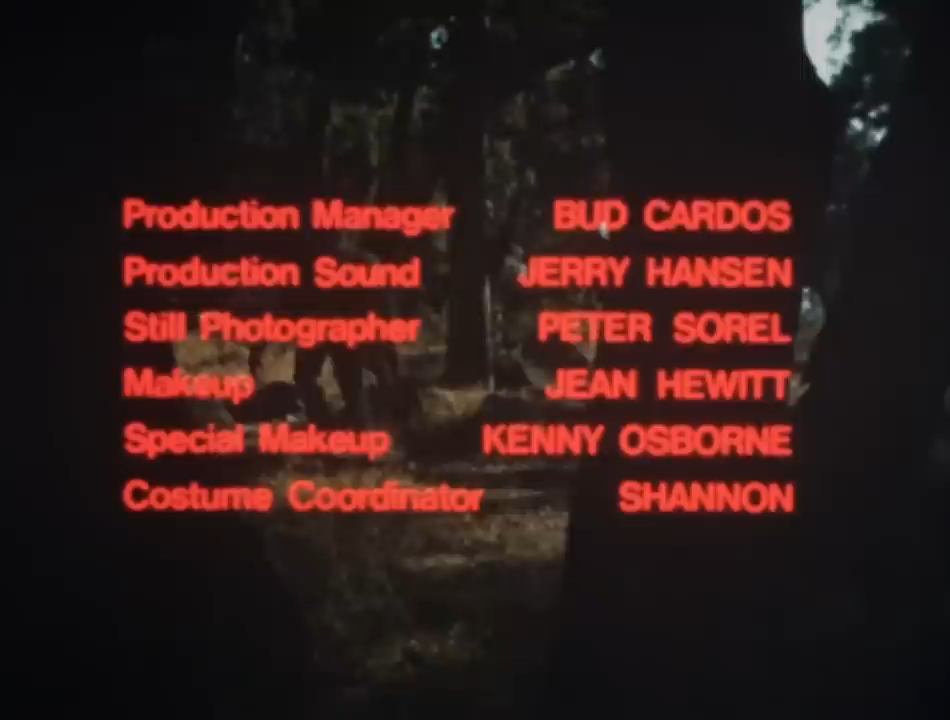 Production Manager BUD CARDOS
Production Sound JERRY HANSEN
Still Photographer PETER SOREL
Makeup JEAN HEWITT
Special Makeup KENNY OSBORNE
Costume Coordinator SHANNON